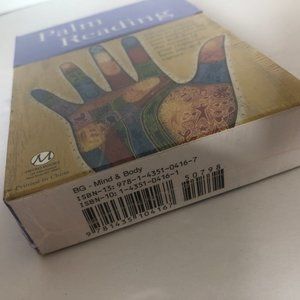 Palm
Reading
M
Printed in China
BG - Mind & Body
ISBN-13: 978-1-4351-0416-7
ISBN-10: 1-4351-0416-1
50798
9781435104167